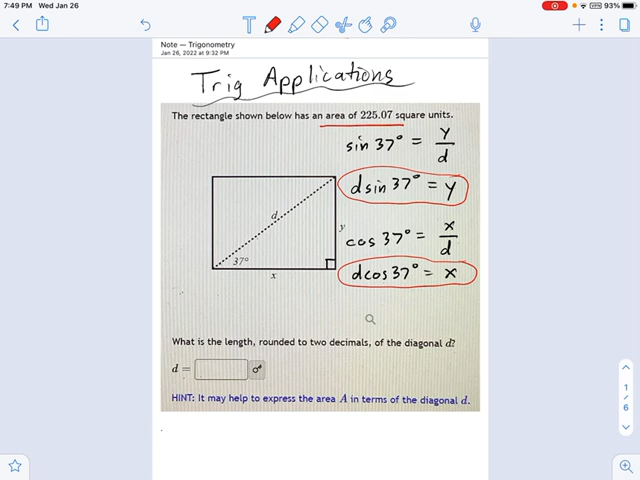 7:49 PM Wed Jan 26
93%
Note — Trigonometry
Jan 26, 2022 at 9:32 PM
Trig Applications
The rectangle shown below has an area of 225.07 square units.
sin 37° = y/d
d sin 37° = y
d
y
cos 37° = x/d
37°
d cos 37° = x
x
What is the length, rounded to two decimals, of the diagonal d?
d =
HINT: It may help to express the area A in terms of the diagonal d.
1
/
6